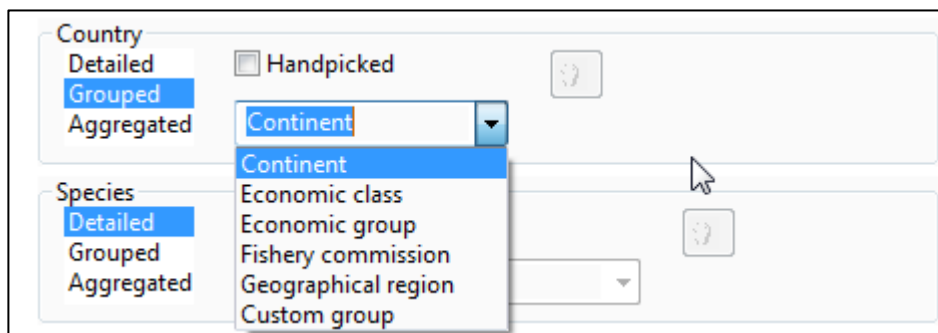 Country
Detailed
Handpicked
Grouped
Aggregated
Continent
Continent
Economic class
Economic group
Fishery commission
Geographical region
Custom group
Species
Detailed
Grouped
Aggregated